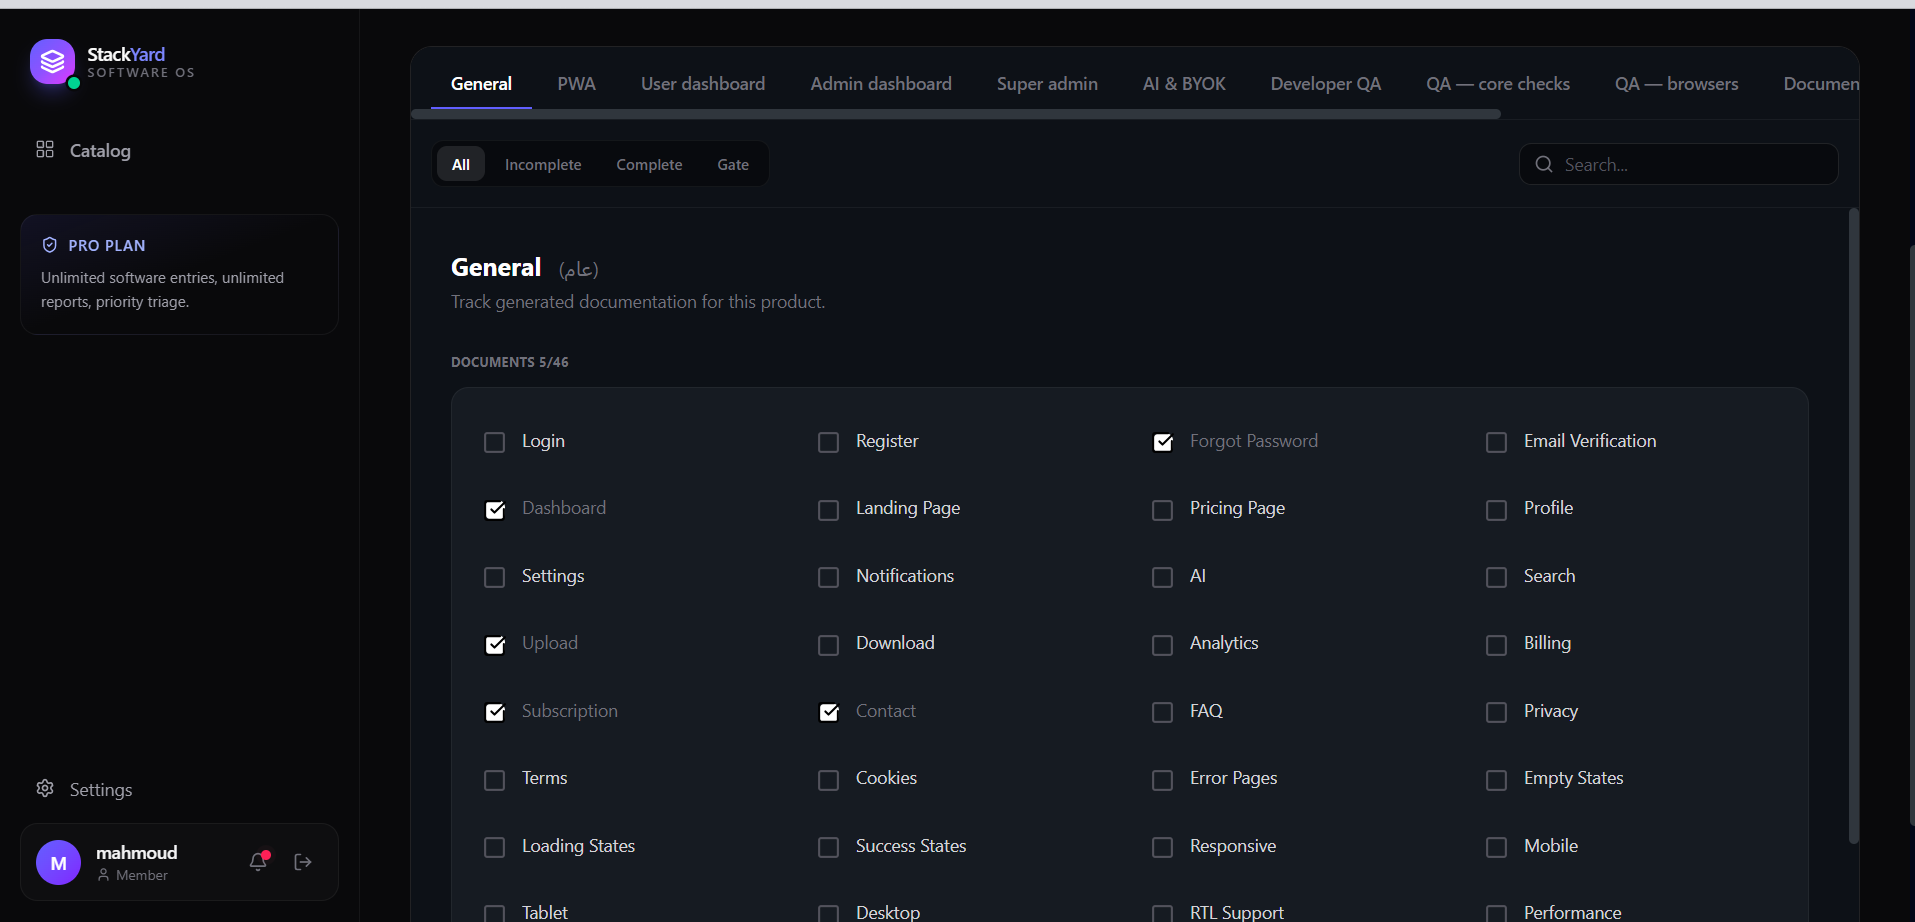 StackYard
SOFTWARE OS
Catalog
PRO PLAN
Unlimited software entries, unlimited
reports, priority triage.
Settings
M
mahmoud
Member
General PWA User dashboard Admin dashboard Super admin AI & BYOK Developer QA QA — core checks QA — browsers Documen
All Incomplete Complete Gate
Search...
General (عام)
Track generated documentation for this product.
DOCUMENTS 5/46
Login Register Forgot Password Email Verification
Dashboard Landing Page Pricing Page Profile
Settings Notifications AI Search
Upload Download Analytics Billing
Subscription Contact FAQ Privacy
Terms Cookies Error Pages Empty States
Loading States Success States Responsive Mobile
Tablet Desktop RTL Support Performance